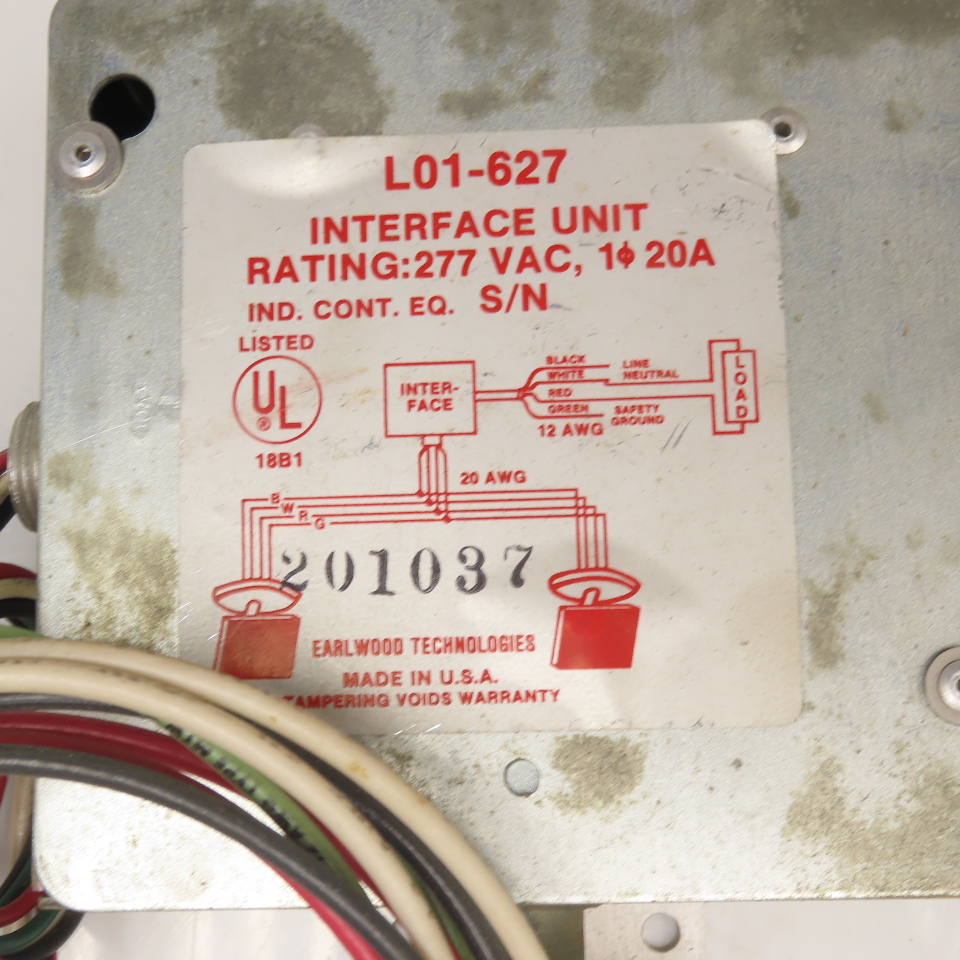 L01-627
INTERFACE UNIT
RATING:277 VAC, 1ϕ 20A
IND. CONT. EQ. S/N
LISTED
UL
®
18B1
INTER-
FACE
BLACK
WHITE
RED
GREEN
12 AWG
LINE
NEUTRAL
SAFETY
GROUND
LOAD
20 AWG
B
W
R
G
201037
EARLWOOD TECHNOLOGIES
MADE IN U.S.A.
TAMPERING VOIDS WARRANTY